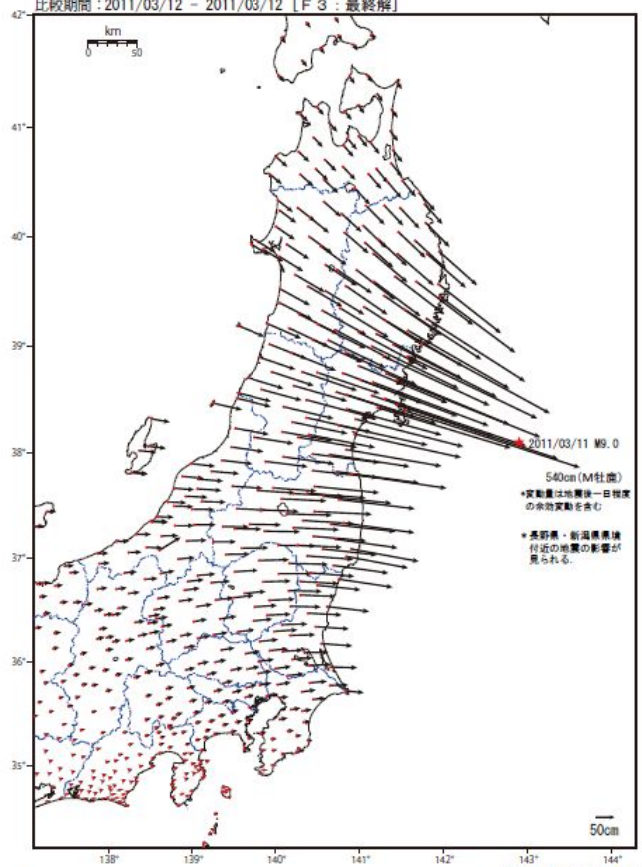 比較期間：2011/03/12 - 2011/03/12 [F3：最終解]
42°
km
0 50
41°
40°
39°
2011/03/11 M9.0
38°
540cm(M牡鹿)
*変動量は地震後一日程度
の余効変動を含む
*長野県・新潟県県境
付近の地震の影響が
見られる.
37°
36°
35°
50cm
138° 139° 140° 141° 142° 143° 144°